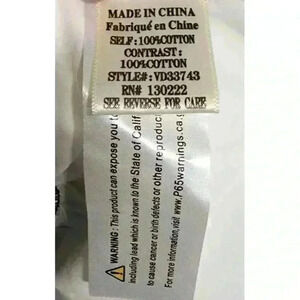 MADE IN CHINA
Fabriqué en Chine
SELF: 100%COTTON
CONTRAST:
100%COTTON
STYLE#: VD33743
RN# 130222
SEE REVERSE FOR CARE
WARNING: This product can expose you to
including lead which is known to the State of Calif
to cause cancer or birth defects or other reproduc
For more information, visit www.P65warnings.ca.g